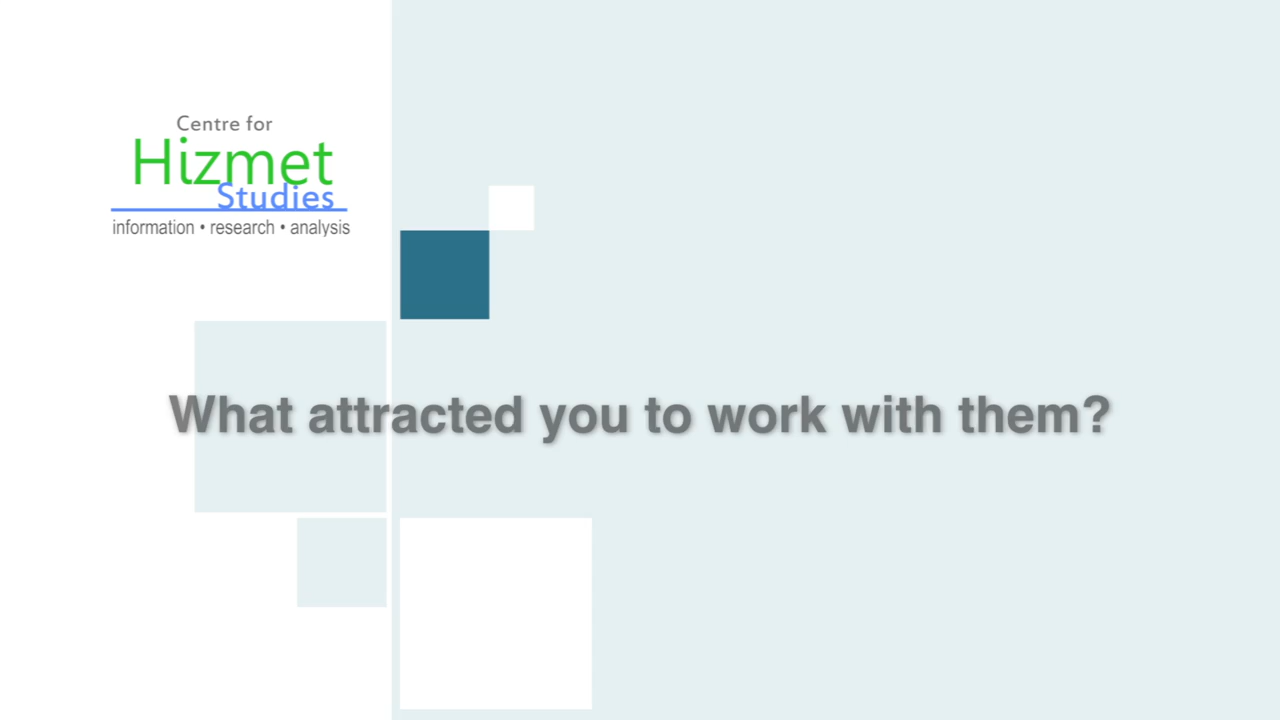 Centre for
Hizmet
Studies
information • research • analysis
What attracted you to work with them?